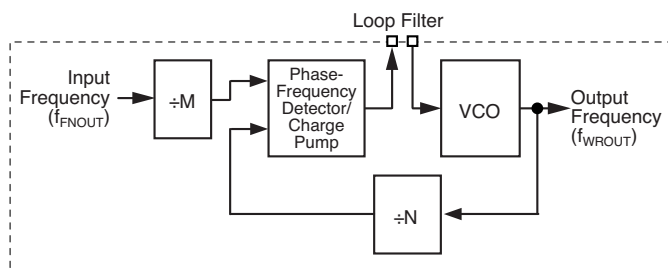 Loop Filter
Input
Frequency
(fFNOUT)
÷M
Phase-
Frequency
Detector/
Charge
Pump
VCO
Output
Frequency
(fWROUT)
÷N